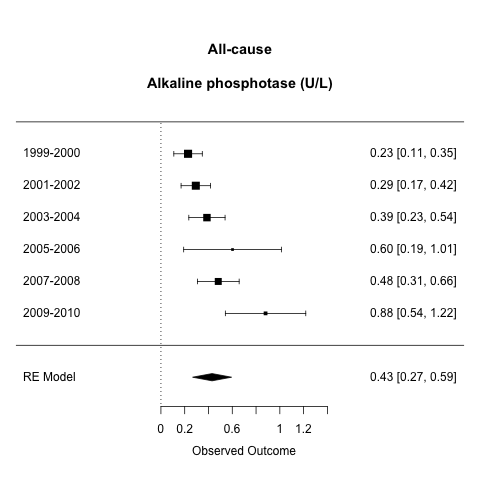 All-cause
Alkaline phosphotase (U/L)
1999-2000 0.23 [0.11, 0.35]
2001-2002 0.29 [0.17, 0.42]
2003-2004 0.39 [0.23, 0.54]
2005-2006 0.60 [0.19, 1.01]
2007-2008 0.48 [0.31, 0.66]
2009-2010 0.88 [0.54, 1.22]
RE Model 0.43 [0.27, 0.59]
0 0.2 0.6 1 1.2
Observed Outcome